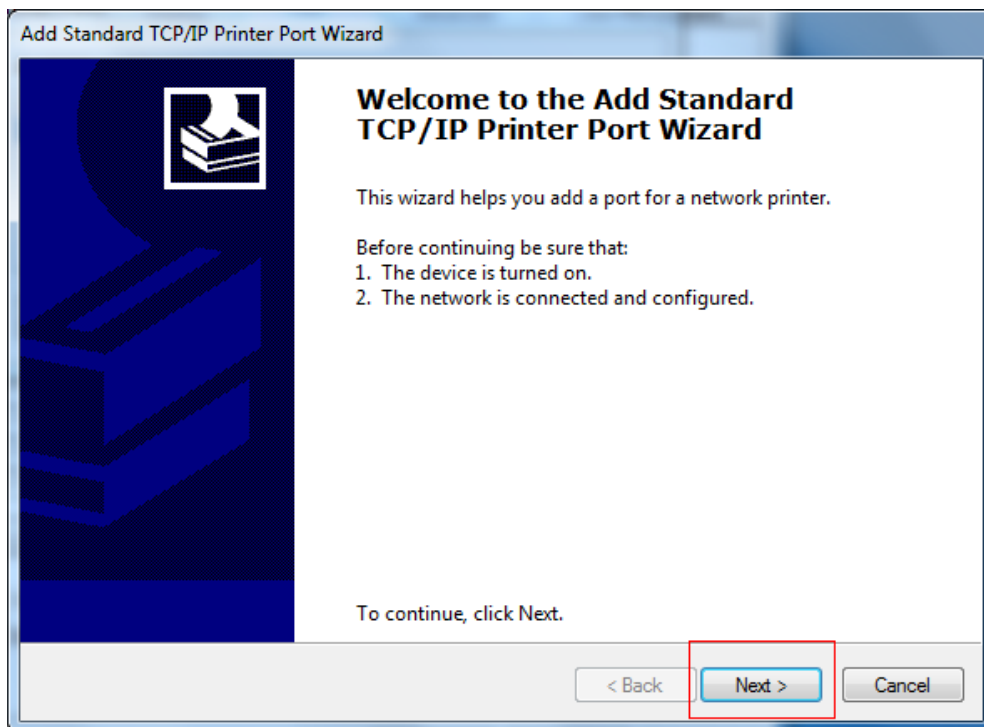 Add Standard TCP/IP Printer Port Wizard
Welcome to the Add Standard
TCP/IP Printer Port Wizard
This wizard helps you add a port for a network printer.
Before continuing be sure that:
1. The device is turned on.
2. The network is connected and configured.
To continue, click Next.
< Back
Next >
Cancel